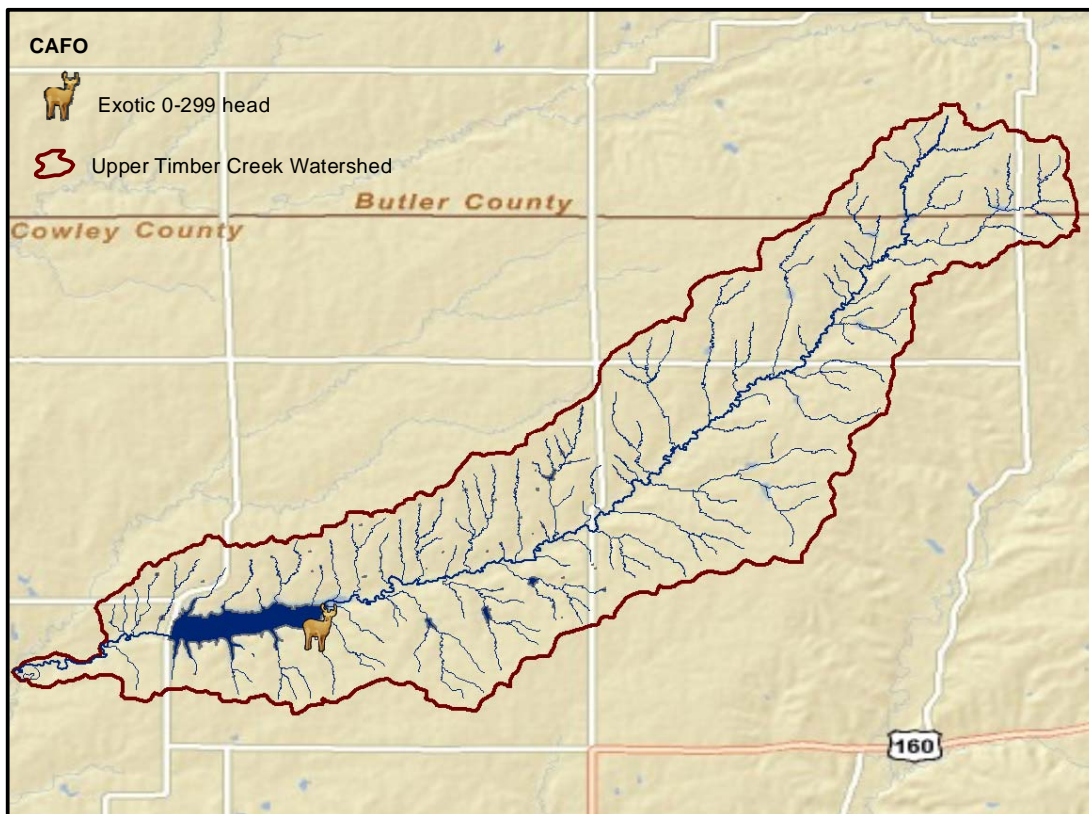 CAFO
Exotic 0-299 head
Upper Timber Creek Watershed
Butler County
Cowley County
160